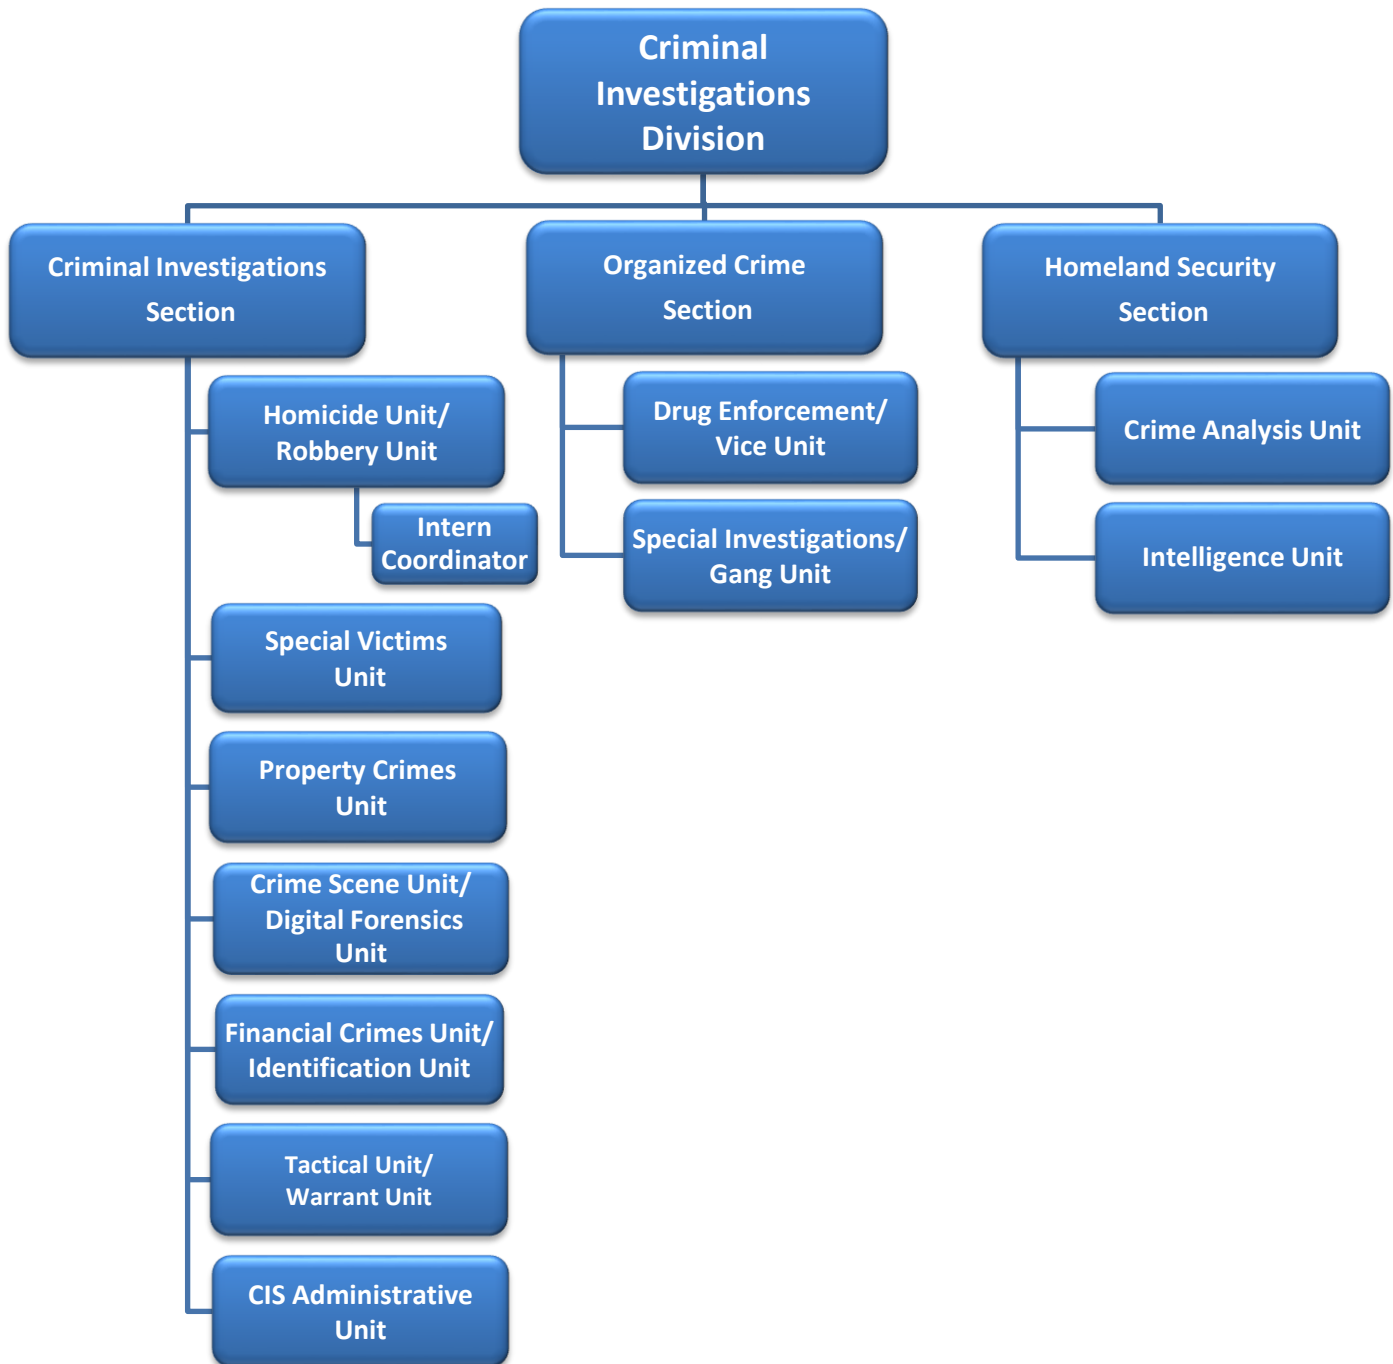 Criminal
Investigations
Division
Criminal Investigations
Section
Organized Crime
Section
Homeland Security
Section
Homicide Unit/
Robbery Unit
Intern
Coordinator
Special Victims
Unit
Property Crimes
Unit
Crime Scene Unit/
Digital Forensics
Unit
Financial Crimes Unit/
Identification Unit
Tactical Unit/
Warrant Unit
CIS Administrative
Unit
Drug Enforcement/
Vice Unit
Special Investigations/
Gang Unit
Crime Analysis Unit
Intelligence Unit